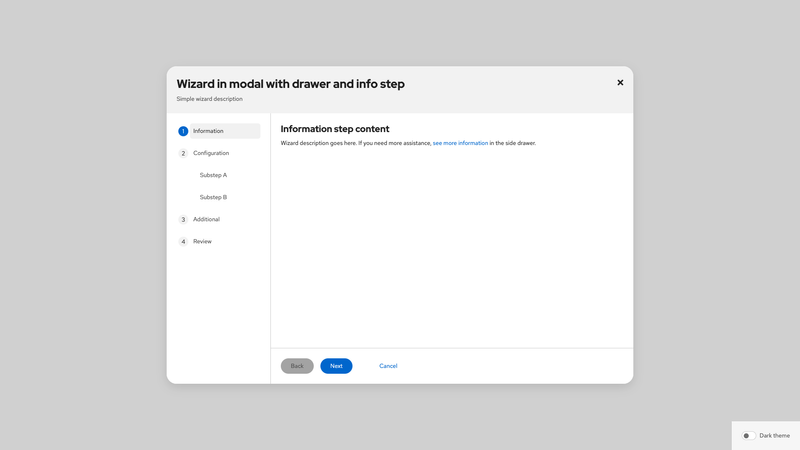 Wizard in modal with drawer and info step
Simple wizard description
1 Information
2 Configuration
Substep A
Substep B
3 Additional
4 Review
Information step content
Wizard description goes here. If you need more assistance, see more information in the side drawer.
Back Next Cancel
Dark theme